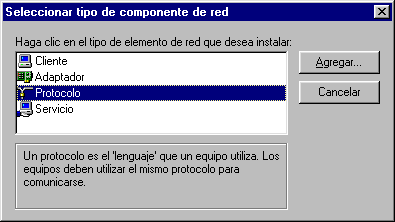 Seleccionar tipo de componente de red
Haga clic en el tipo de elemento de red que desea instalar:
Cliente
Adaptador
Protocolo
Servicio
Agregar...
Cancelar
Un protocolo es el 'lenguaje' que un equipo utiliza. Los
equipos deben utilizar el mismo protocolo para
comunicarse.